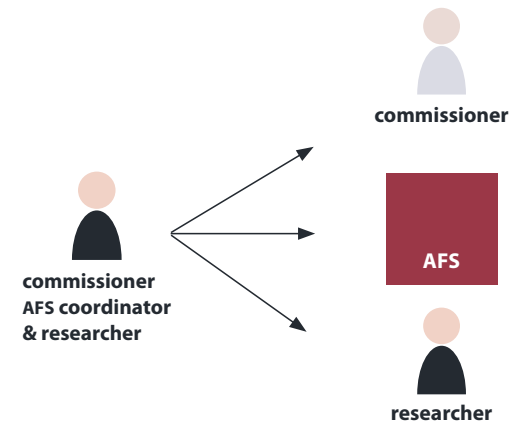 commissioner
AFS
commissioner
AFS coordinator
& researcher
researcher